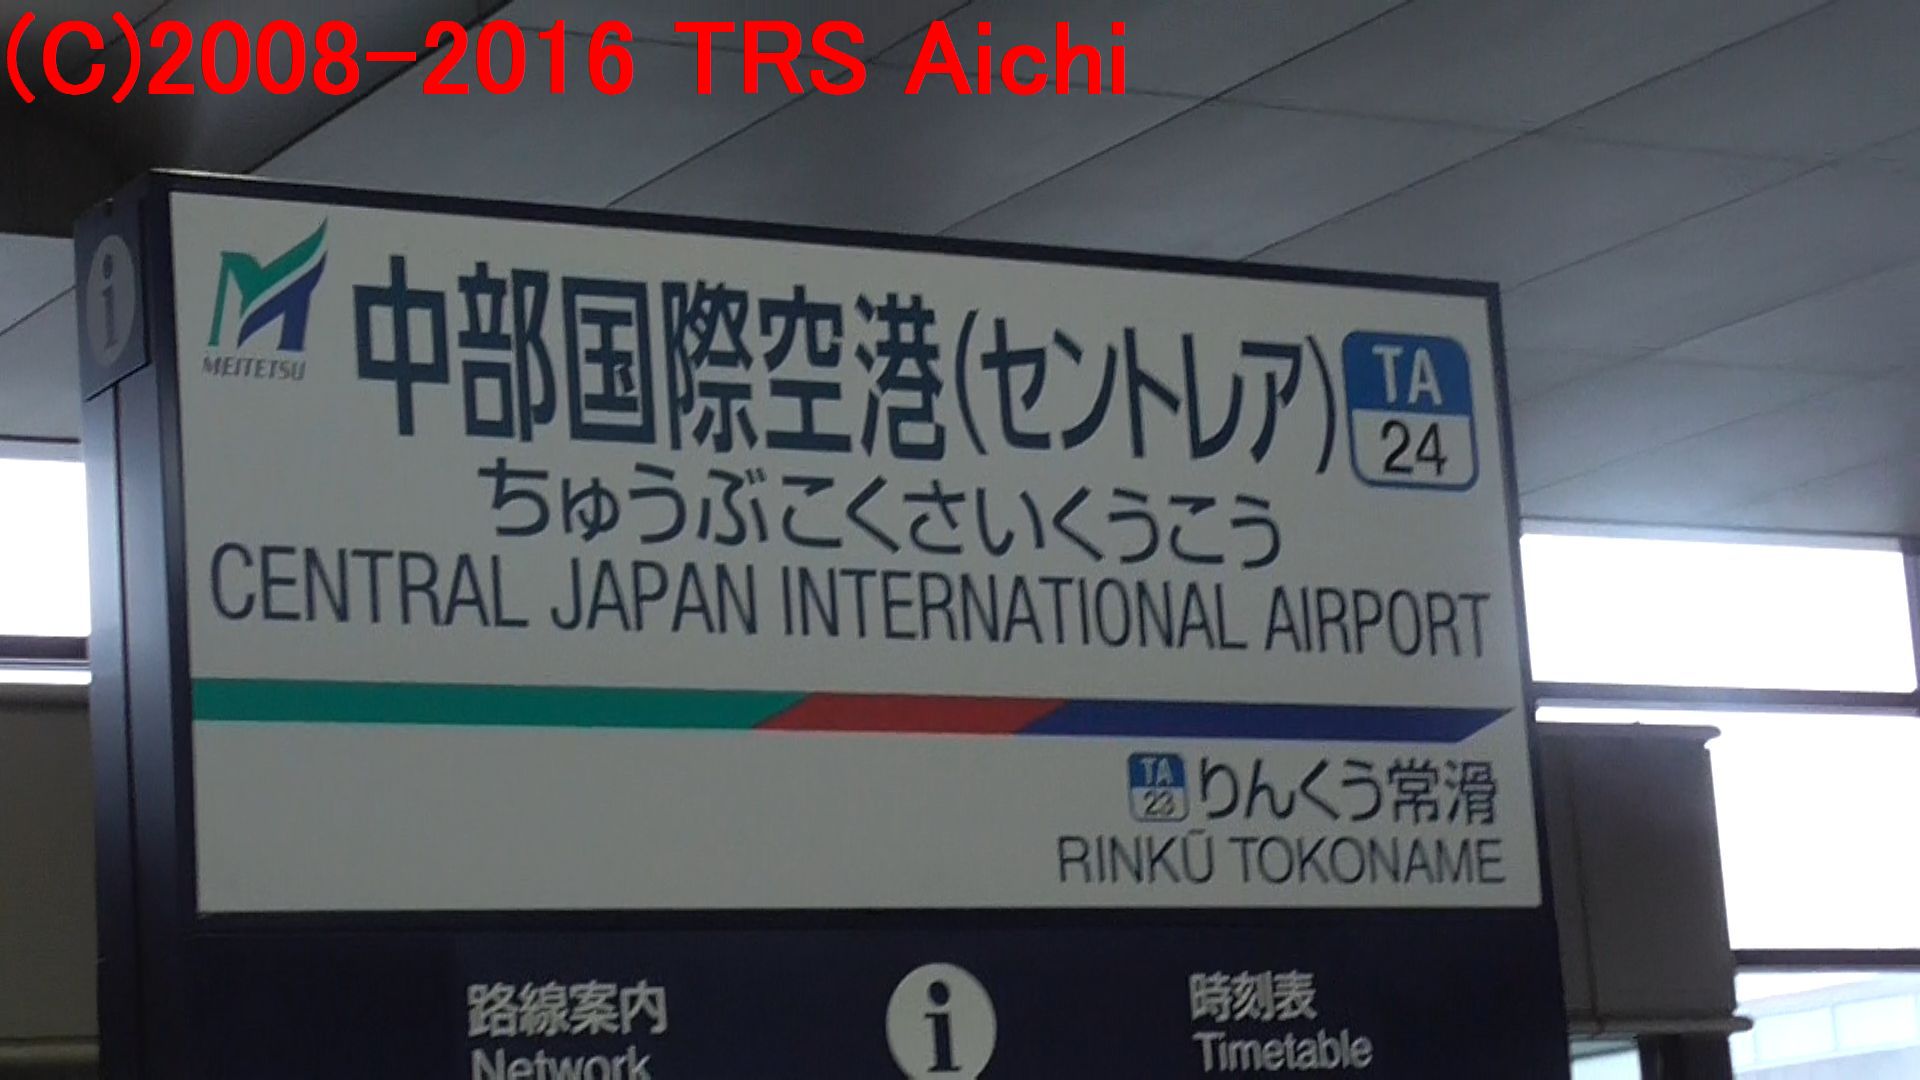 (C)2008-2016 TRS Aichi
MEITETSU
中部国際空港(セントレア)
TA
24
ちゅうぶこくさいくうこう
CENTRAL JAPAN INTERNATIONAL AIRPORT
TA
23
りんくう常滑
RINKŪ TOKONAME
路線案内
Network
i
時刻表
Timetable
i